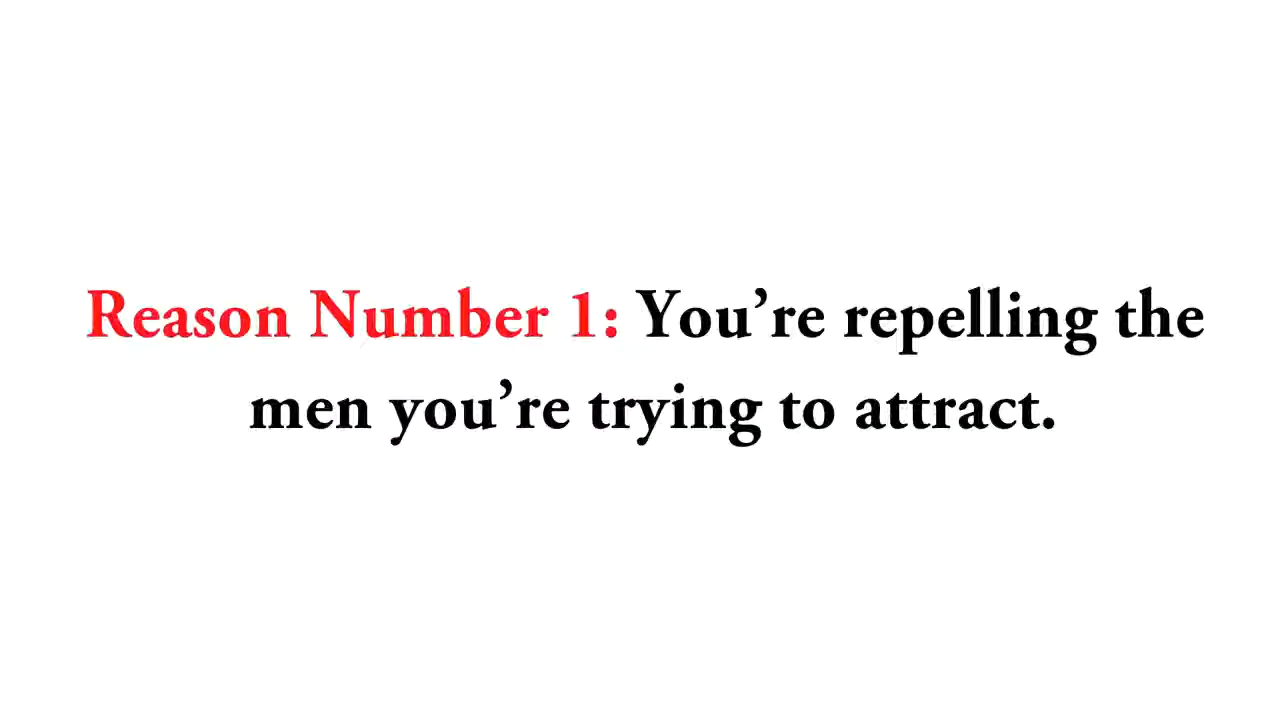 Reason Number 1: You’re repelling the
men you’re trying to attract.